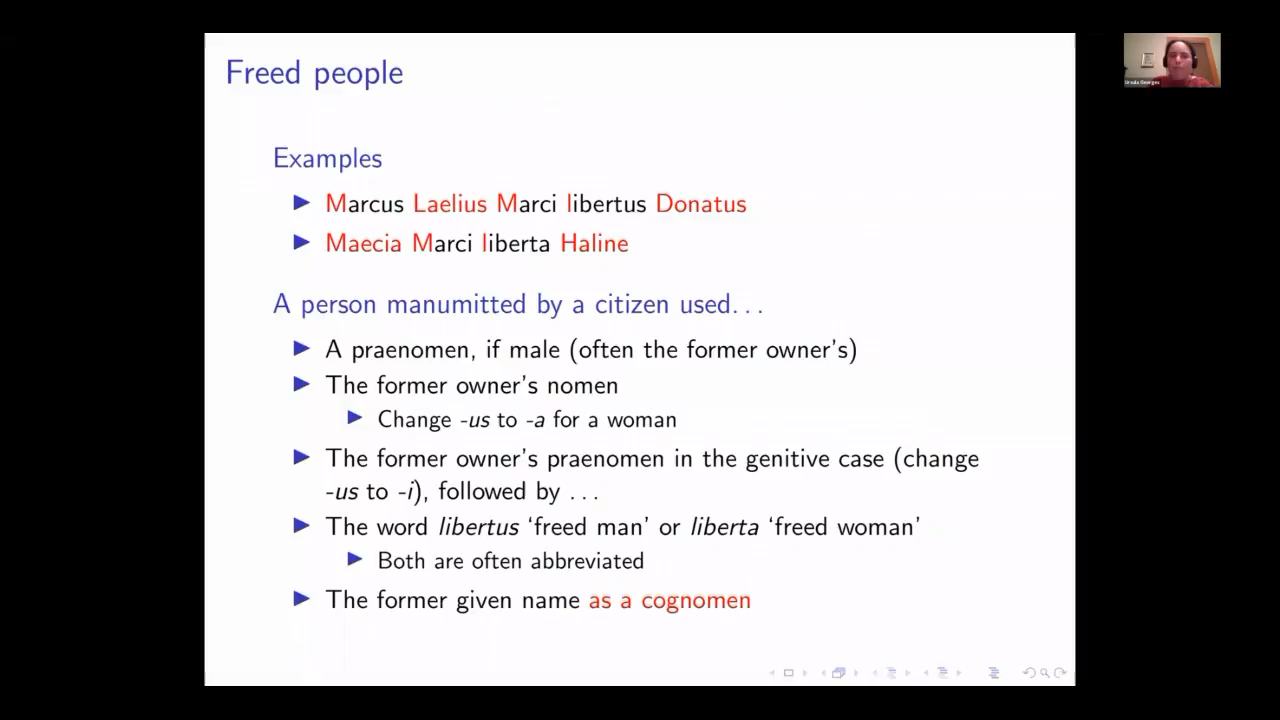 Freed people
Ursula Georges
Examples
▶ Marcus Laelius Marci libertus Donatus
▶ Maecia Marci liberta Haline
A person manumitted by a citizen used...
▶ A praenomen, if male (often the former owner's)
▶ The former owner's nomen
▶ Change -us to -a for a woman
▶ The former owner's praenomen in the genitive case (change
-us to -i), followed by ...
▶ The word libertus ‘freed man’ or liberta ‘freed woman’
▶ Both are often abbreviated
▶ The former given name as a cognomen